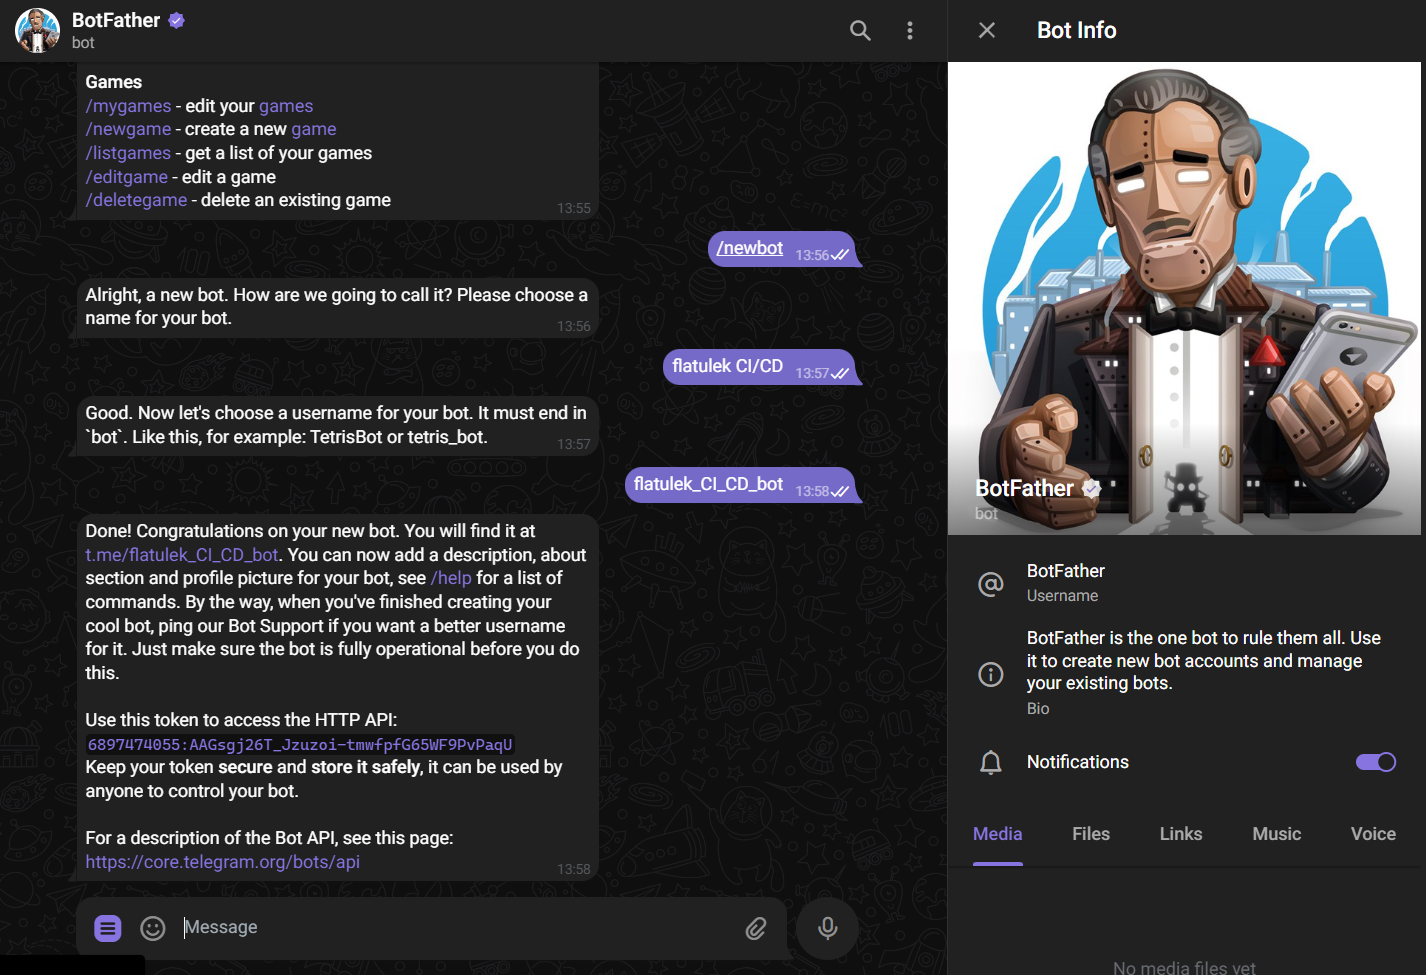 BotFather
bot
Bot Info
Games
/mygames - edit your games
/newgame - create a new game
/listgames - get a list of your games
/editgame - edit a game
/deletegame - delete an existing game
13:55
/newbot 13:56
Alright, a new bot. How are we going to call it? Please choose a
name for your bot.
13:56
flatulek CI/CD 13:57
Good. Now let's choose a username for your bot. It must end in
`bot`. Like this, for example: TetrisBot or tetris_bot.
13:57
flatulek_CI_CD_bot 13:58
Done! Congratulations on your new bot. You will find it at
t.me/flatulek_CI_CD_bot. You can now add a description, about
section and profile picture for your bot, see /help for a list of
commands. By the way, when you've finished creating your
cool bot, ping our Bot Support if you want a better username
for it. Just make sure the bot is fully operational before you do
this.
Use this token to access the HTTP API:
6897474055:AAGsgj26T_Jzuzoi-tmwfpfG65WF9PvPaqU
Keep your token secure and store it safely, it can be used by
anyone to control your bot.
For a description of the Bot API, see this page:
https://core.telegram.org/bots/api
13:58
Message
BotFather
bot
BotFather
Username
BotFather is the one bot to rule them all. Use
it to create new bot accounts and manage
your existing bots.
Bio
Notifications
Media Files Links Music Voice
No media files yet